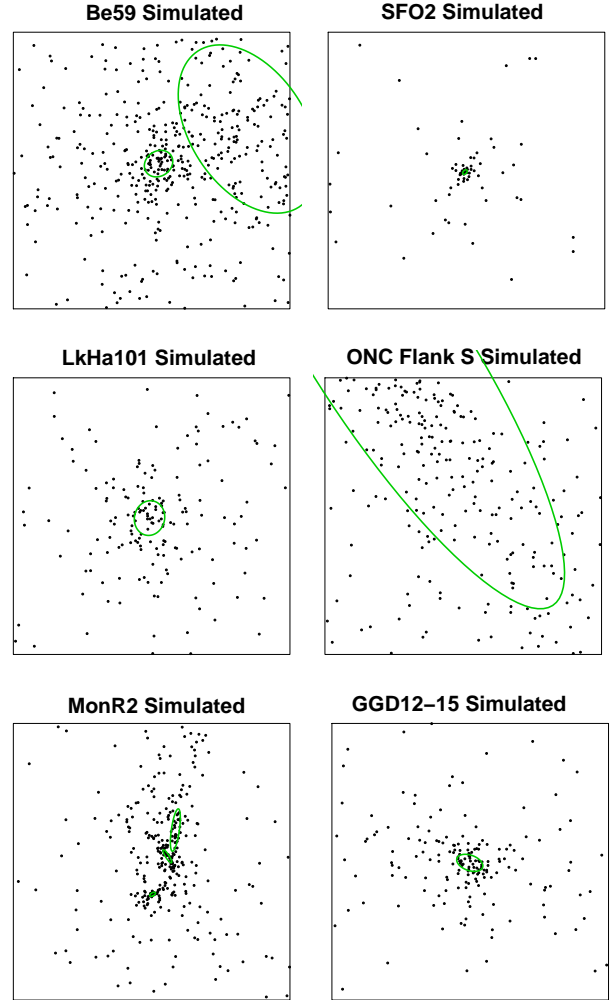 Be59 Simulated
SFO2 Simulated
LkHa101 Simulated
ONC Flank S Simulated
MonR2 Simulated
GGD12−15 Simulated